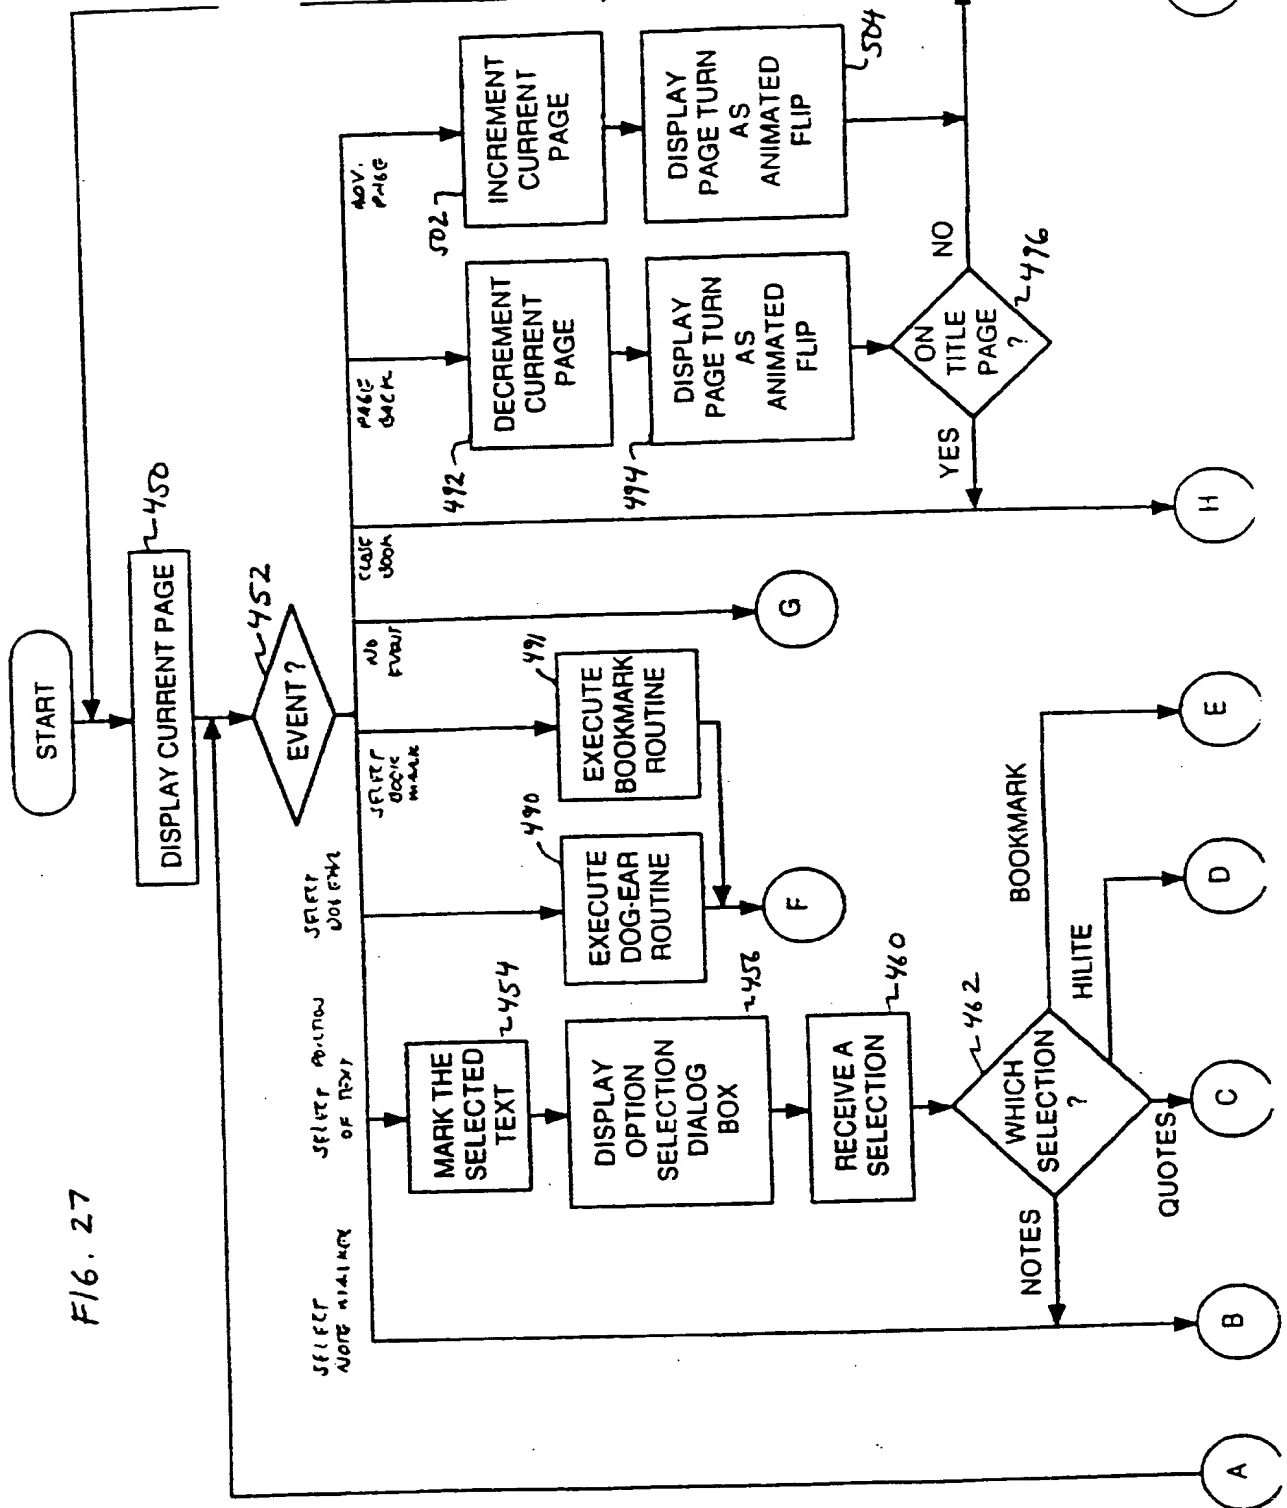 FIG. 27
START
DISPLAY CURRENT PAGE
450
EVENT?
452
SELECT
NOTE MARKER
SELECT PORTION
OF TEXT
SELECT
DOG EAR
SELECT
BOOK
MARK
NO
EVENT
CLOSE
BOOK
PAGE
BACK
ADV.
PAGE
MARK THE
SELECTED
TEXT
454
DISPLAY
OPTION
SELECTION
DIALOG
BOX
456
RECEIVE A
SELECTION
460
WHICH
SELECTION
?
462
NOTES
QUOTES
HILITE
BOOKMARK
490
EXECUTE
DOG-EAR
ROUTINE
491
EXECUTE
BOOKMARK
ROUTINE
492
DECREMENT
CURRENT
PAGE
494
DISPLAY
PAGE TURN
AS
ANIMATED
FLIP
ON
TITLE
PAGE
?
496
YES
NO
502
INCREMENT
CURRENT
PAGE
DISPLAY
PAGE TURN
AS
ANIMATED
FLIP
504
A
B
C
D
E
F
G
H